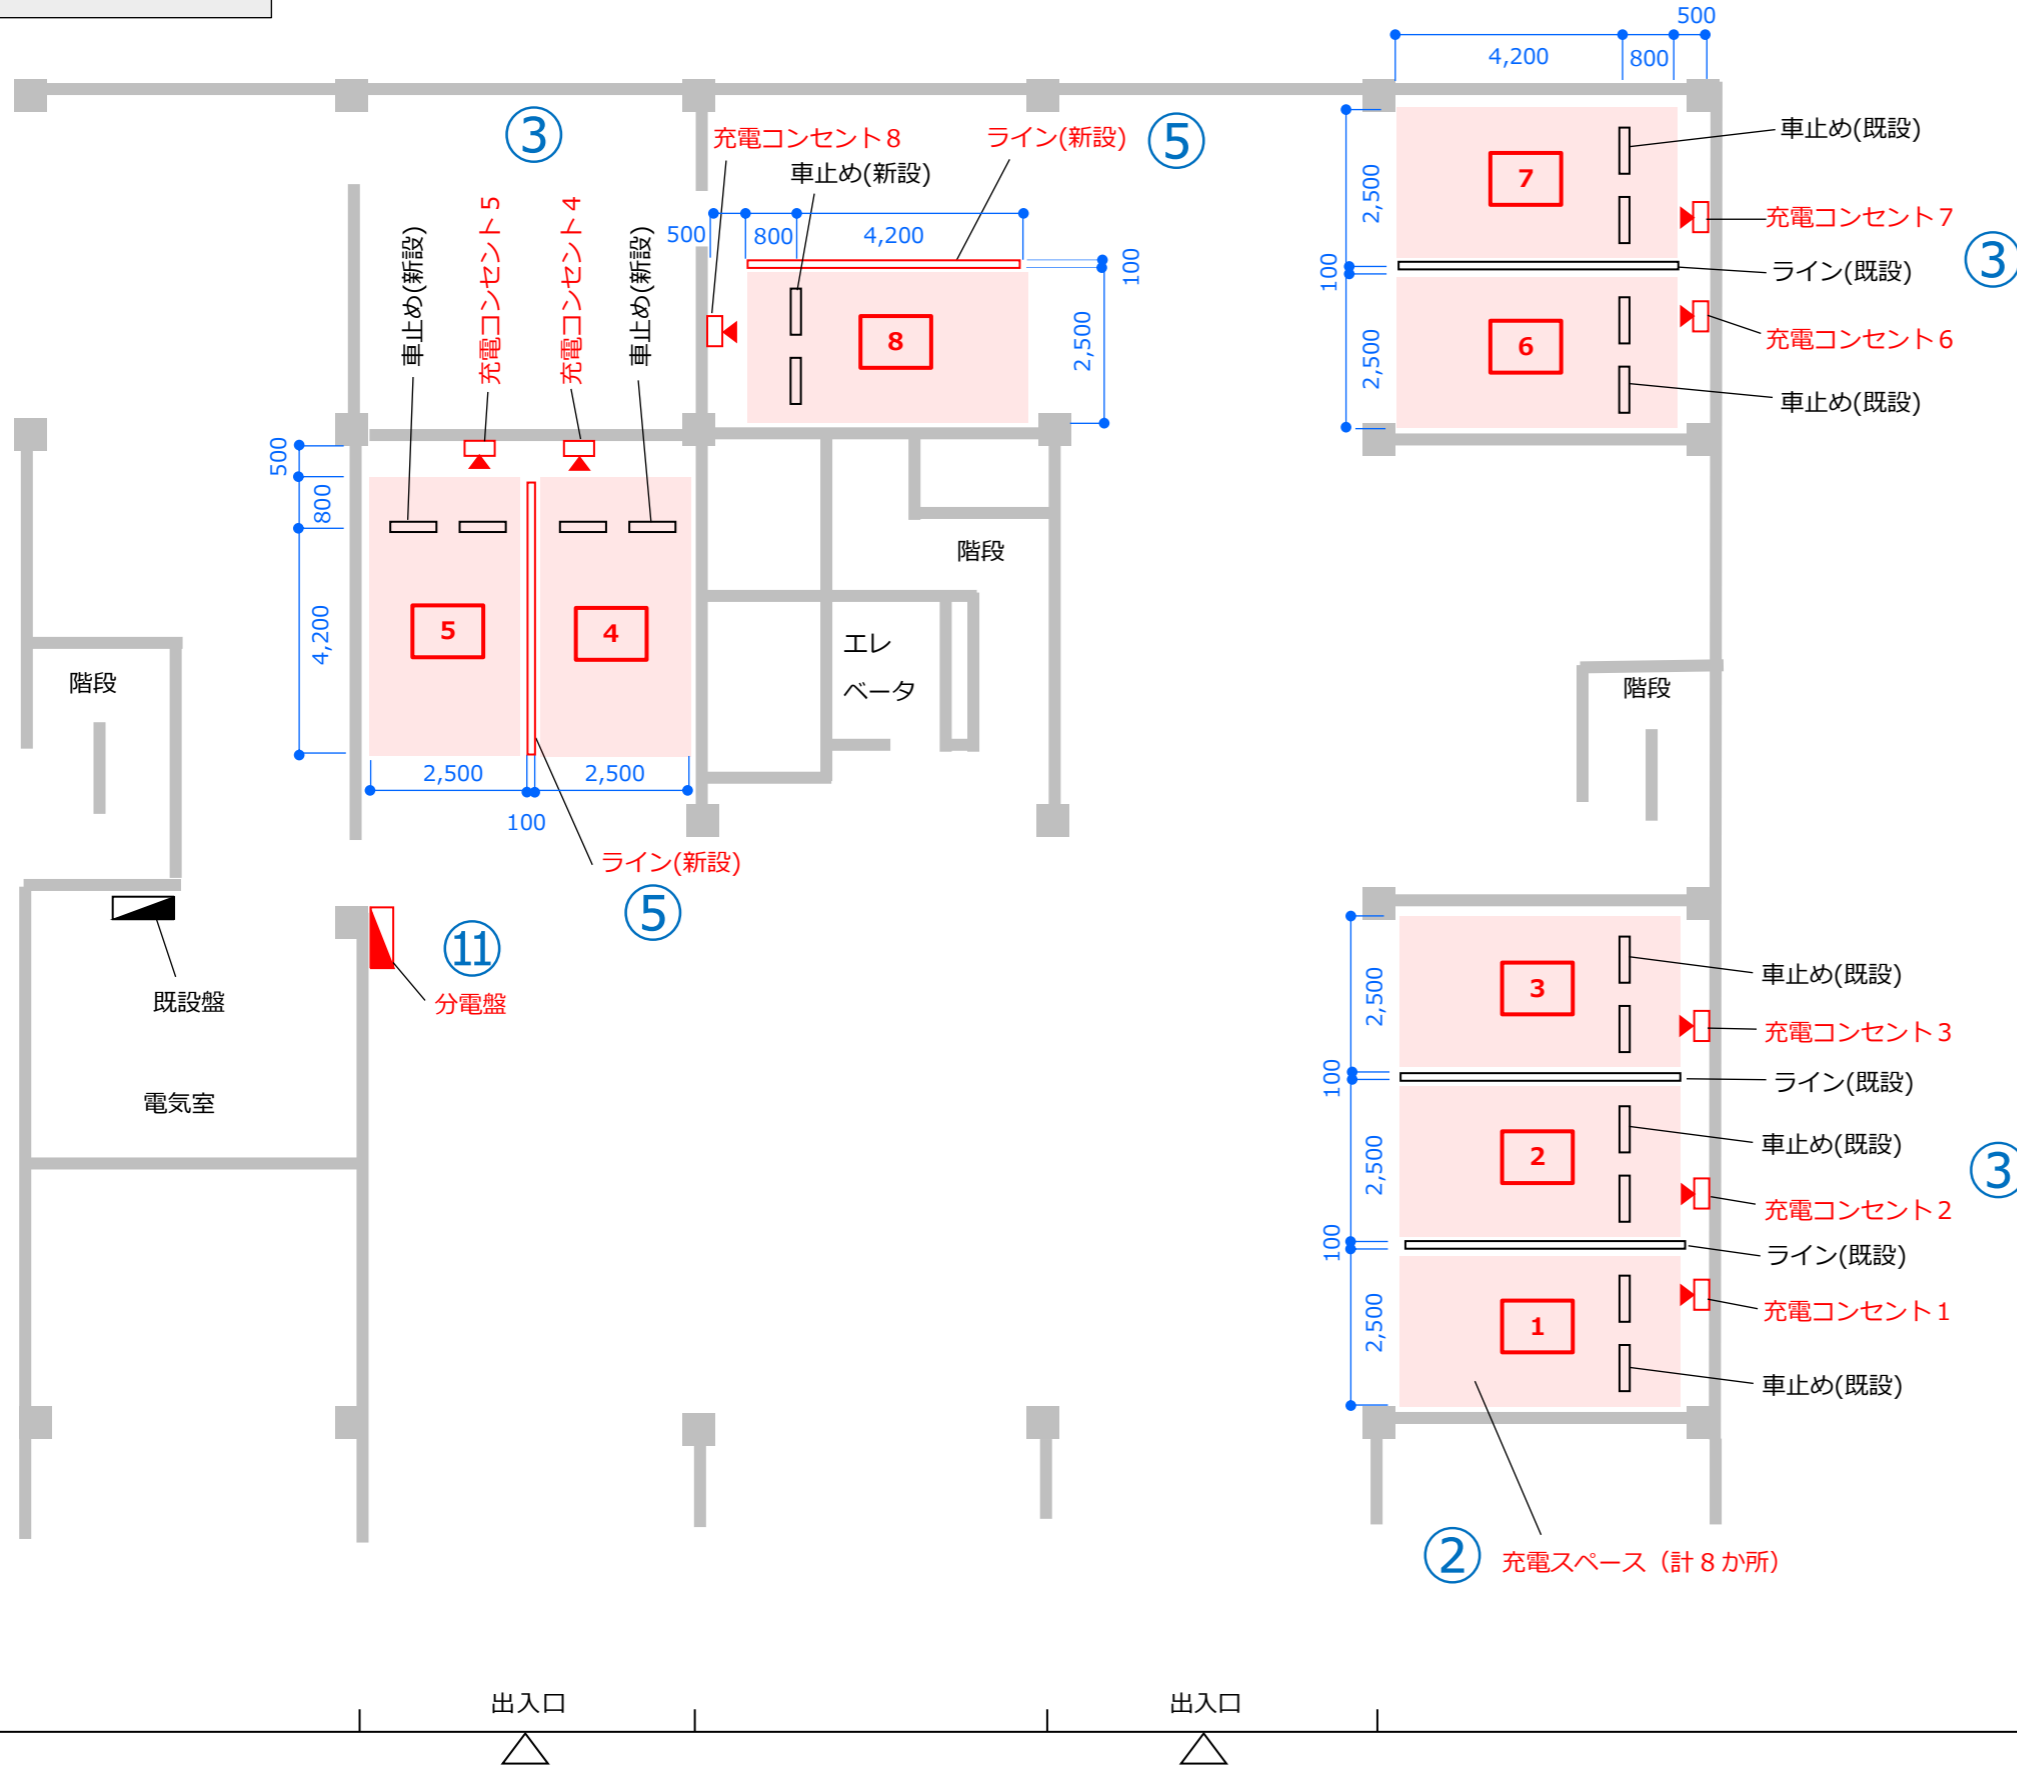 500
4,200
800
③
充電コンセント８
ライン(新設)
⑤
車止め(新設)
車止め(既設)
7
2,500
充電コンセント７
③
ライン(既設)
100
6
2,500
充電コンセント６
車止め(既設)
車止め(新設)
充電コンセント５
充電コンセント４
車止め(新設)
500
800
4,200
100
2,500
8
500
800
4,200
5
4
2,500
2,500
100
ライン(新設)
⑤
階段
エレ
ベータ
階段
階段
既設盤
⑪
分電盤
電気室
2,500
3
車止め(既設)
充電コンセント３
100
ライン(既設)
2,500
2
車止め(既設)
③
充電コンセント２
100
ライン(既設)
2,500
1
充電コンセント１
車止め(既設)
②
充電スペース（計８か所）
出入口
出入口